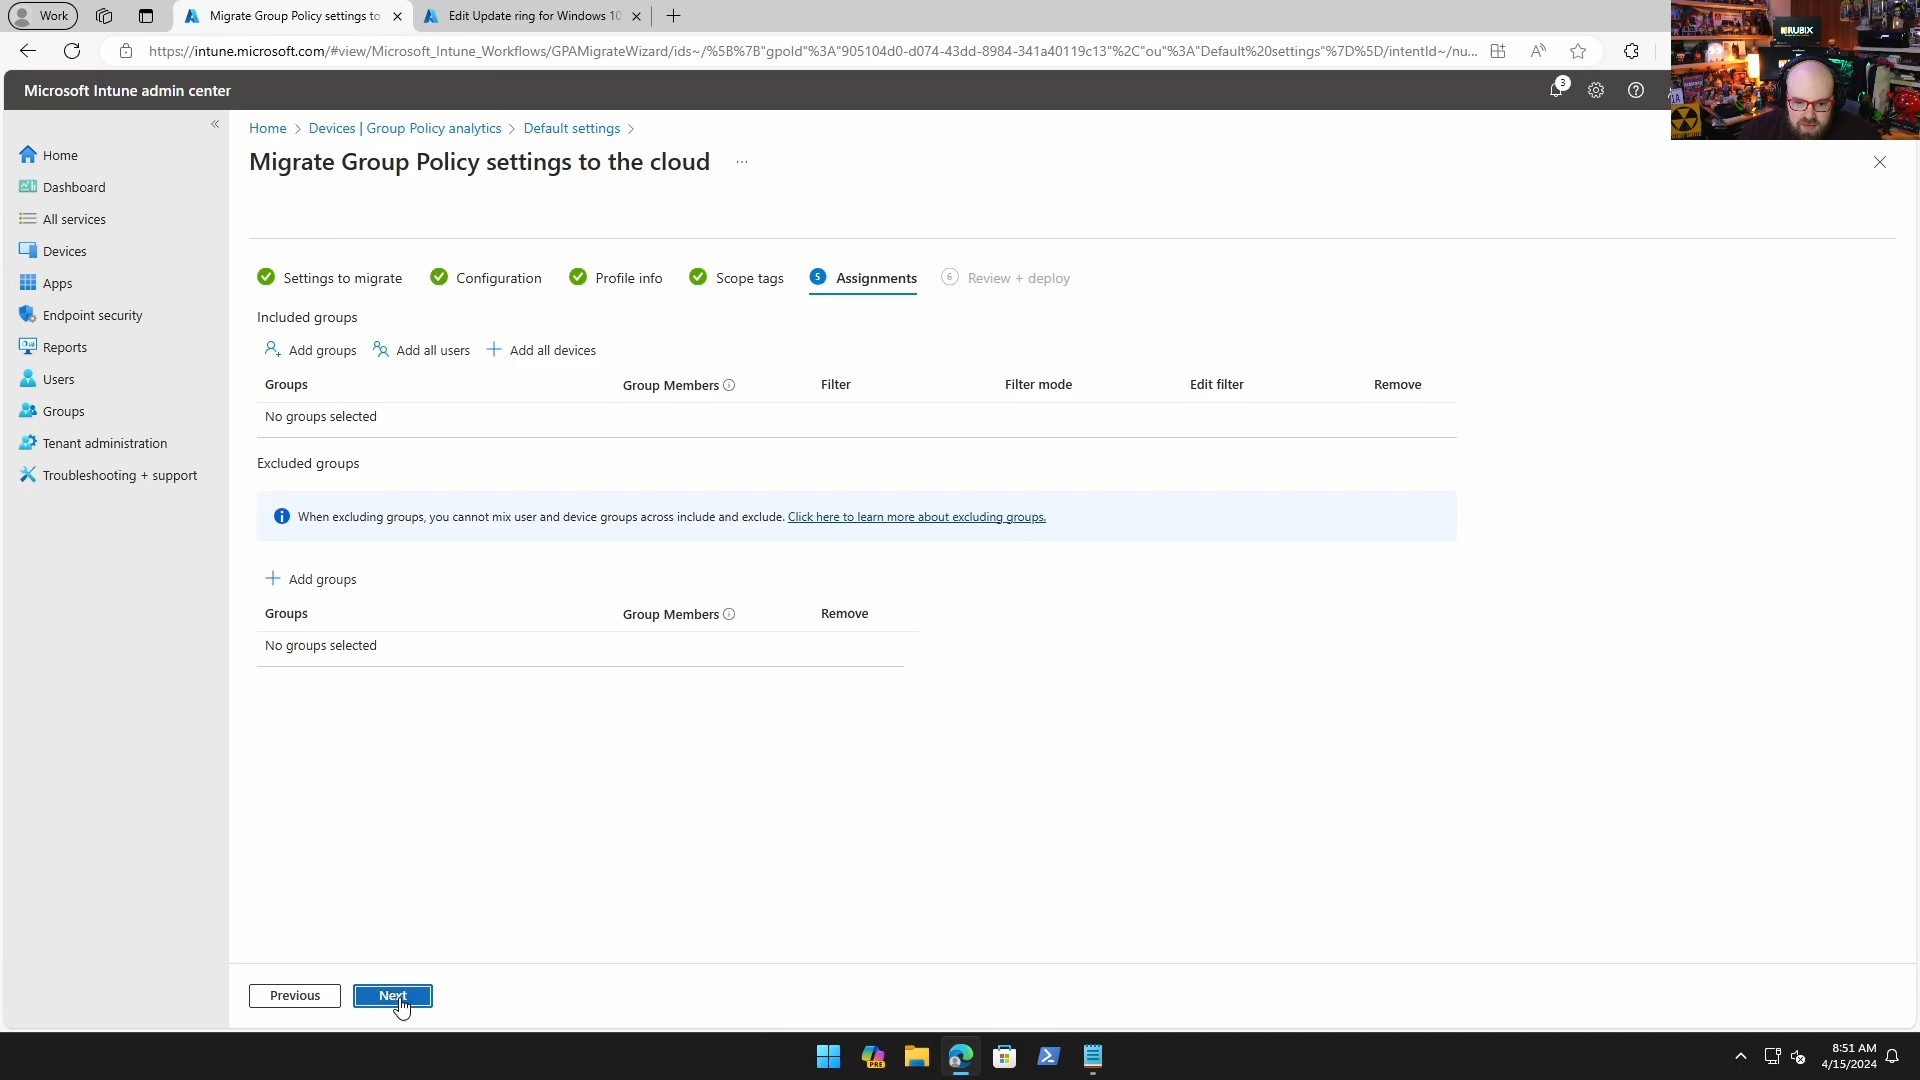 Work
Migrate Group Policy settings to
Edit Update ring for Windows 10
https://intune.microsoft.com/#view/Microsoft_Intune_Workflows/GPAMigrateWizard/ids~/%5B%7B"gpoId"%3A"905104d0-d074-43dd-8984-341a40119c13"%2C"ou"%3A"Default%20settings"%7D%5D/intentId~/nu...
RUBIX
Microsoft Intune admin center
3
Home
Dashboard
All services
Devices
Apps
Endpoint security
Reports
Users
Groups
Tenant administration
Troubleshooting + support
Home > Devices | Group Policy analytics > Default settings >
Migrate Group Policy settings to the cloud ...
Settings to migrate
Configuration
Profile info
Scope tags
5 Assignments
6 Review + deploy
Included groups
Add groups
Add all users
Add all devices
Groups
Group Members
Filter
Filter mode
Edit filter
Remove
No groups selected
Excluded groups
When excluding groups, you cannot mix user and device groups across include and exclude. Click here to learn more about excluding groups.
Add groups
Groups
Group Members
Remove
No groups selected
Previous
Next
PRE
8:51 AM
4/15/2024